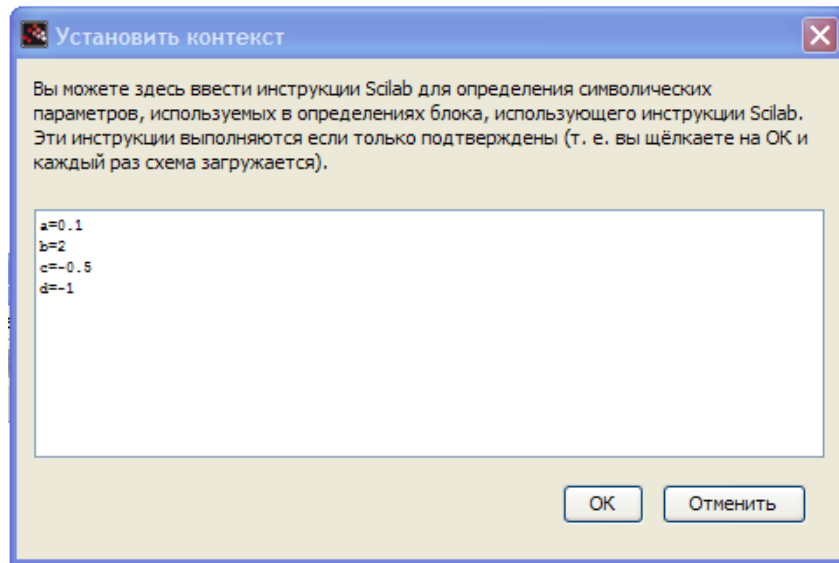 Установить контекст
Вы можете здесь ввести инструкции Scilab для определения символических
параметров, используемых в определениях блока, использующего инструкции Scilab.
Эти инструкции выполняются если только подтверждены (т. е. вы щёлкаете на ОК и
каждый раз схема загружается).
a=0.1
b=2
c=-0.5
d=-1
ОК Отменить